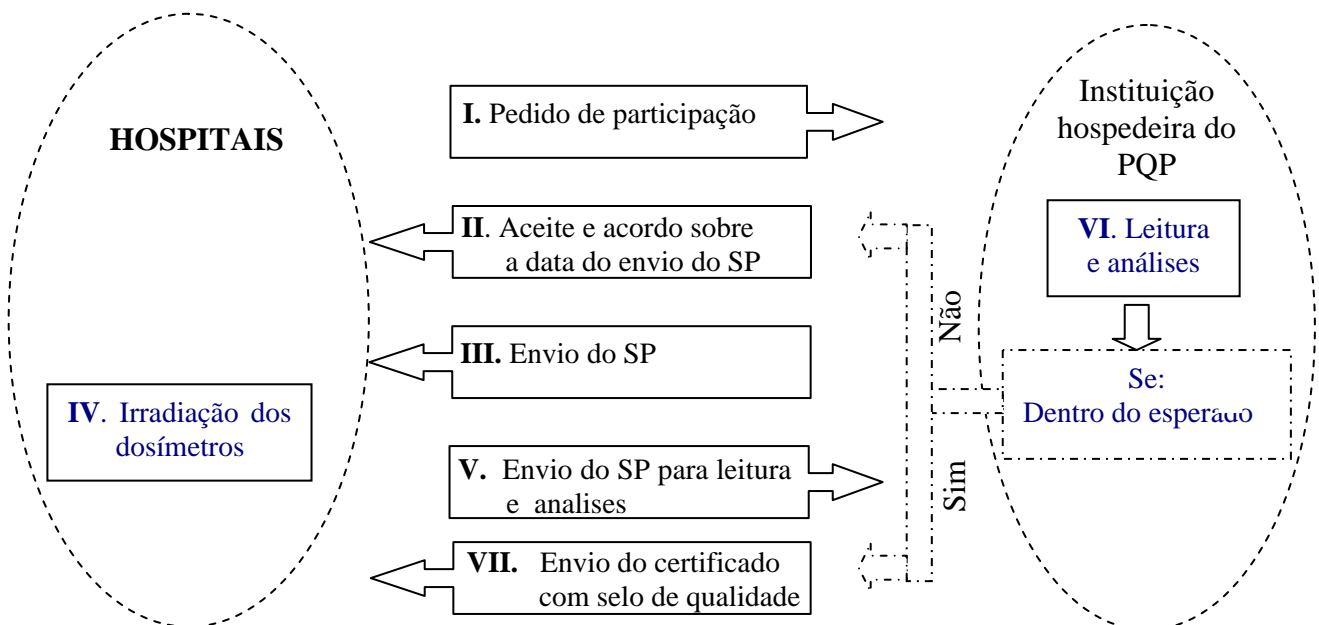 HOSPITAIS
I. Pedido de participação
II. Aceite e acordo sobre
a data do envio do SP
III. Envio do SP
IV. Irradiação dos
dosímetros
V. Envio do SP para leitura
e analises
VII. Envio do certificado
com selo de qualidade
Não
Sim
Instituição
hospedeira do
PQP
VI. Leitura
e análises
Se:
Dentro do esperado